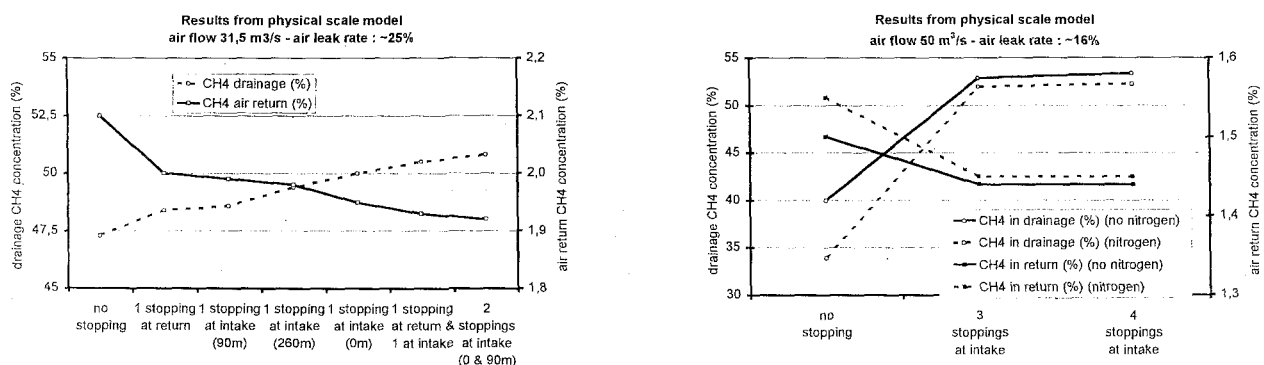 Results from physical scale model
air flow 31,5 m3/s - air leak rate : ~25%
55
52,5
50
47,5
45
drainage CH4 concentration (%)
2,2
2,1
2,0
1,9
1,8
air return CH4 concentration (%)
CH4 drainage (%)
CH4 air return (%)
no
stopping
1 stopping
at return
1 stopping
at intake
(90m)
1 stopping
at intake
(260m)
1 stopping
at intake
(0m)
1 stopping
at return &
1 at intake
2
stoppings
at intake
(0 & 90m)
Results from physical scale model
air flow 50 m³/s - air leak rate : ~16%
55
50
45
40
35
30
drainage CH4 concentration (%)
1,6
1,5
1,4
1,3
air return CH4 concentration (%)
CH4 in drainage (%) (no nitrogen)
CH4 in drainage (%) (nitrogen)
CH4 in return (%) (no nitrogen)
CH4 in return (%) (nitrogen)
no
stopping
3
stoppings
at intake
4
stoppings
at intake